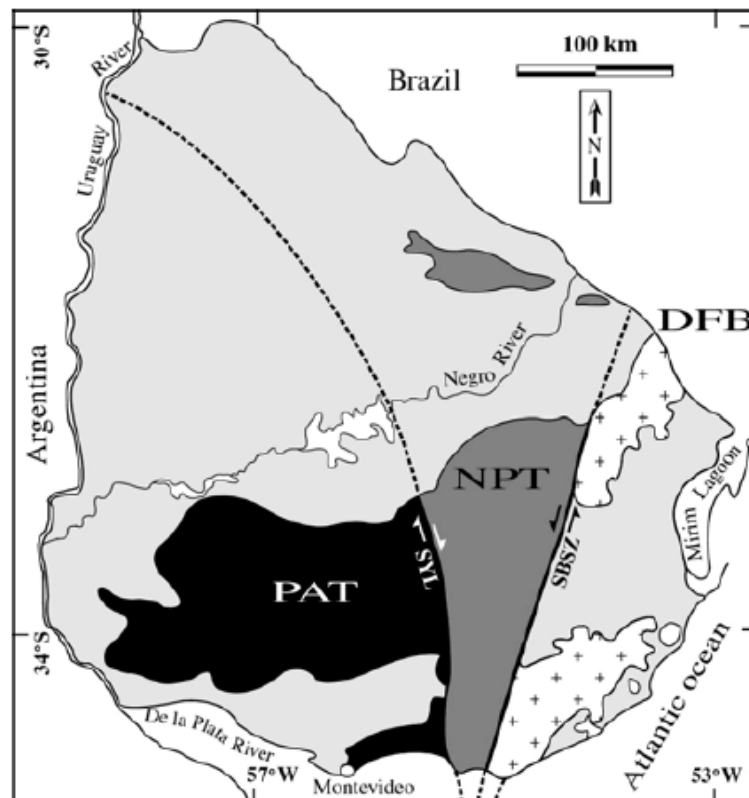 30°S
River
Uruguay
Brazil
100 km
N
DFB
Negro River
Argentina
NPT
Mirim Lagoon
SYL
SBSZ
PAT
34°S
De la Plata River
Atlantic ocean
57°W
Montevideo
53°W